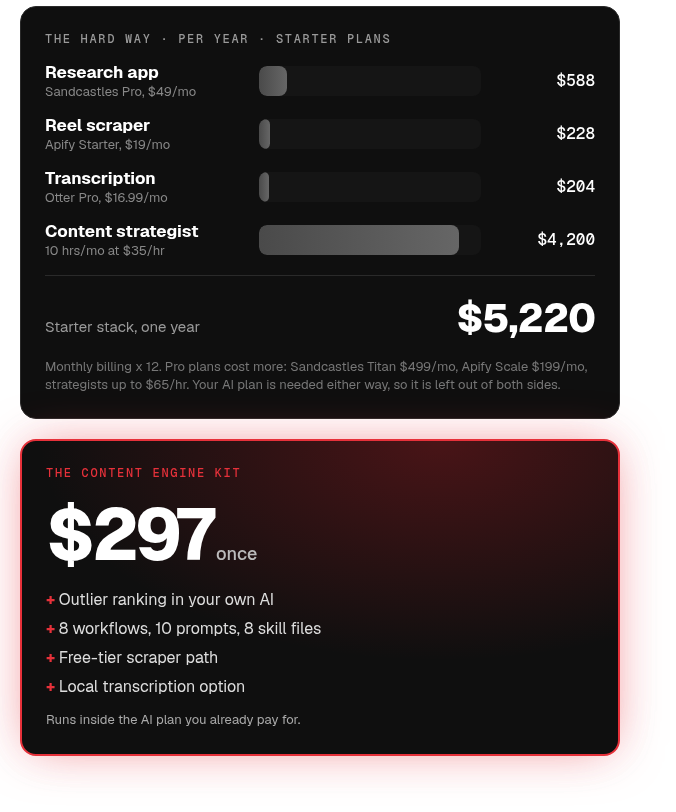 THE HARD WAY · PER YEAR · STARTER PLANS
Research app
Sandcastles Pro, $49/mo
$588
Reel scraper
Apify Starter, $19/mo
$228
Transcription
Otter Pro, $16.99/mo
$204
Content strategist
10 hrs/mo at $35/hr
$4,200
Starter stack, one year
$5,220
Monthly billing x 12. Pro plans cost more: Sandcastles Titan $499/mo, Apify Scale $199/mo,
strategists up to $65/hr. Your AI plan is needed either way, so it is left out of both sides.
THE CONTENT ENGINE KIT
$297 once
+ Outlier ranking in your own AI
+ 8 workflows, 10 prompts, 8 skill files
+ Free-tier scraper path
+ Local transcription option
Runs inside the AI plan you already pay for.